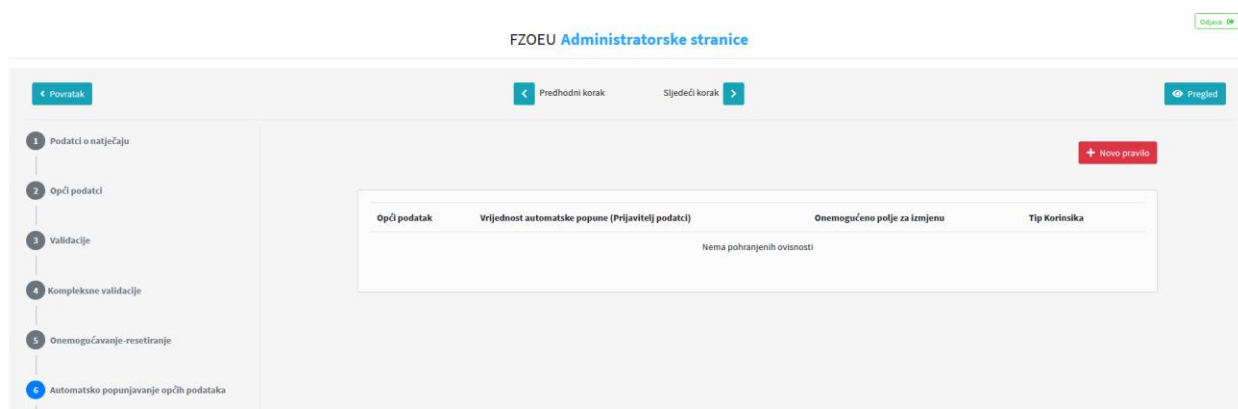 Odjava
FZOEU Administratorske stranice
Povratak
Predhodni korak
Sljedeći korak
Pregled
1 Podatci o natječaju
+ Novo pravilo
2 Opći podatci
Opći podatak Vrijednost automatske popune (Prijavitelj podatci) Onemogućeno polje za izmjenu Tip Korinsika
3 Validacije
Nema pohranjenih ovisnosti
4 Kompleksne validacije
5 Onemogućavanje-resetiranje
6 Automatsko popunjavanje općih podataka